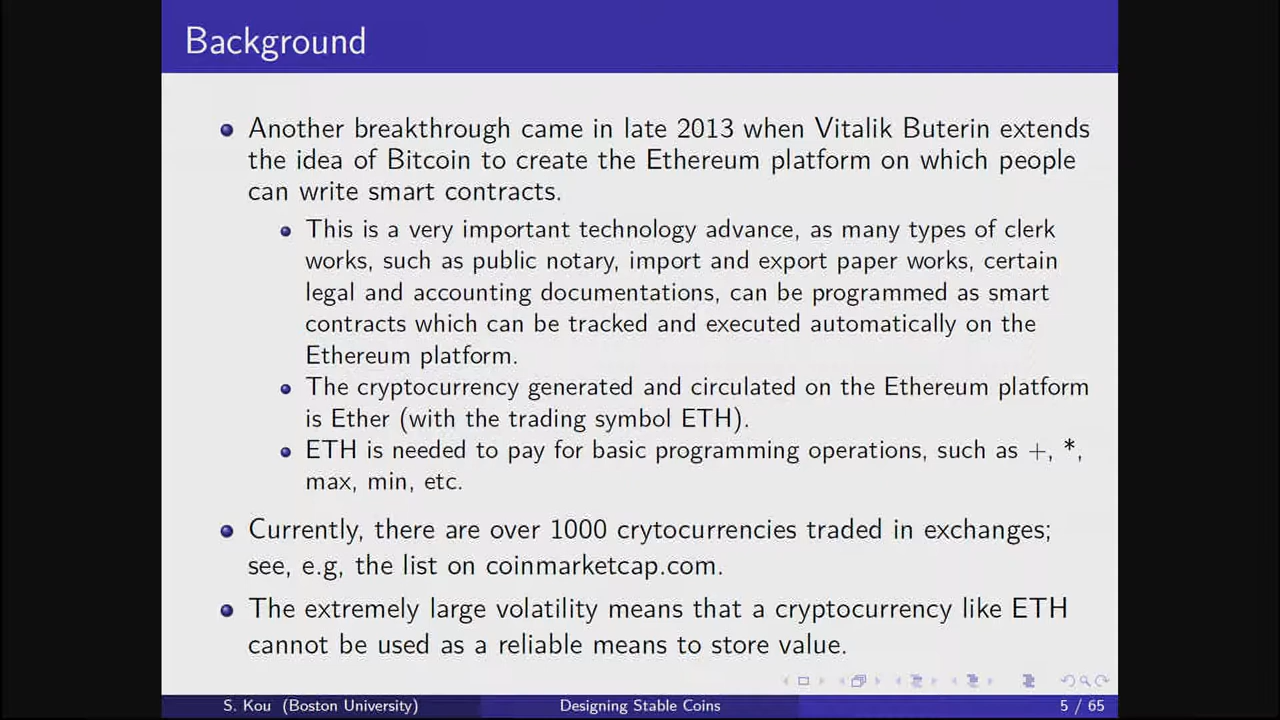 Background
Another breakthrough came in late 2013 when Vitalik Buterin extends
the idea of Bitcoin to create the Ethereum platform on which people
can write smart contracts.
This is a very important technology advance, as many types of clerk
works, such as public notary, import and export paper works, certain
legal and accounting documentations, can be programmed as smart
contracts which can be tracked and executed automatically on the
Ethereum platform.
The cryptocurrency generated and circulated on the Ethereum platform
is Ether (with the trading symbol ETH).
ETH is needed to pay for basic programming operations, such as +, *,
max, min, etc.
Currently, there are over 1000 crytocurrencies traded in exchanges;
see, e.g, the list on coinmarketcap.com.
The extremely large volatility means that a cryptocurrency like ETH
cannot be used as a reliable means to store value.
S. Kou (Boston University) Designing Stable Coins 5 / 65